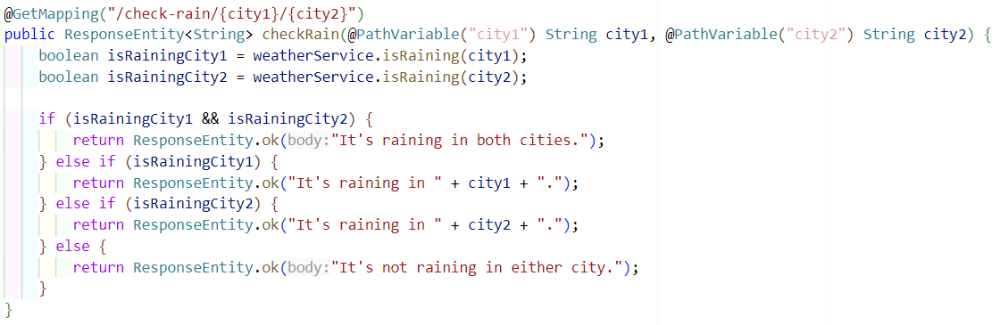 @GetMapping("/check-rain/{city1}/{city2}")
public ResponseEntity<String> checkRain(@PathVariable("city1") String city1, @PathVariable("city2") String city2) {
    boolean isRainingCity1 = weatherService.isRaining(city1);
    boolean isRainingCity2 = weatherService.isRaining(city2);

    if (isRainingCity1 && isRainingCity2) {
        return ResponseEntity.ok(body:"It's raining in both cities.");
    } else if (isRainingCity1) {
        return ResponseEntity.ok("It's raining in " + city1 + ".");
    } else if (isRainingCity2) {
        return ResponseEntity.ok("It's raining in " + city2 + ".");
    } else {
        return ResponseEntity.ok(body:"It's not raining in either city.");
    }
}